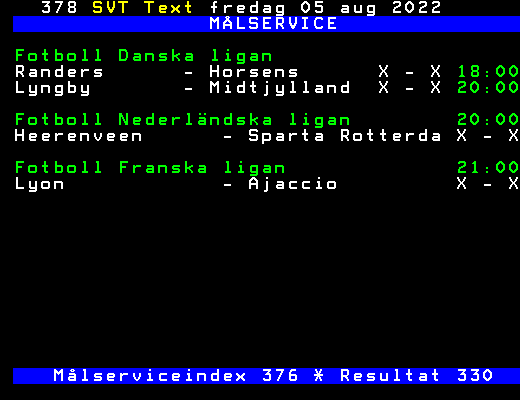 378 SVT Text fredag 05 aug 2022
MÅLSERVICE
Fotboll Danska ligan
Randers - Horsens X - X 18:00
Lyngby - Midtjylland X - X 20:00
Fotboll Nederländska ligan 20:00
Heerenveen - Sparta Rotterda X - X
Fotboll Franska ligan 21:00
Lyon - Ajaccio X - X
Målserviceindex 376 * Resultat 330